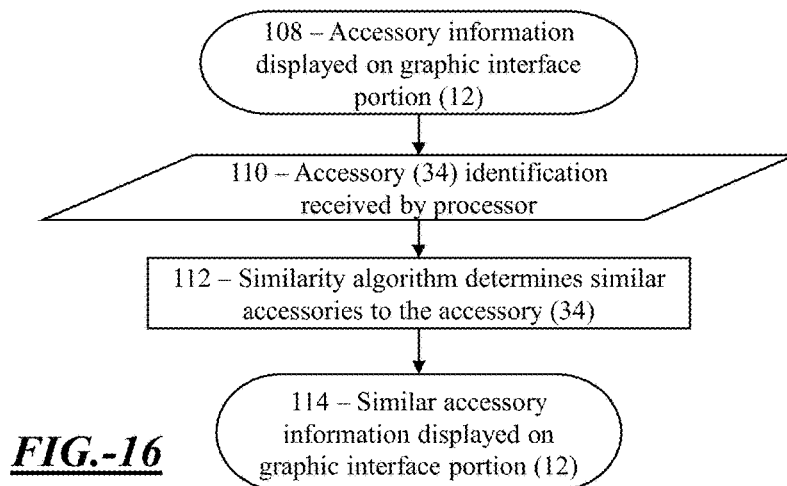 108 – Accessory information
displayed on graphic interface
portion (12)
110 – Accessory (34) identification
received by processor
112 – Similarity algorithm determines similar
accessories to the accessory (34)
114 – Similar accessory
information displayed on
graphic interface portion (12)
FIG.-16